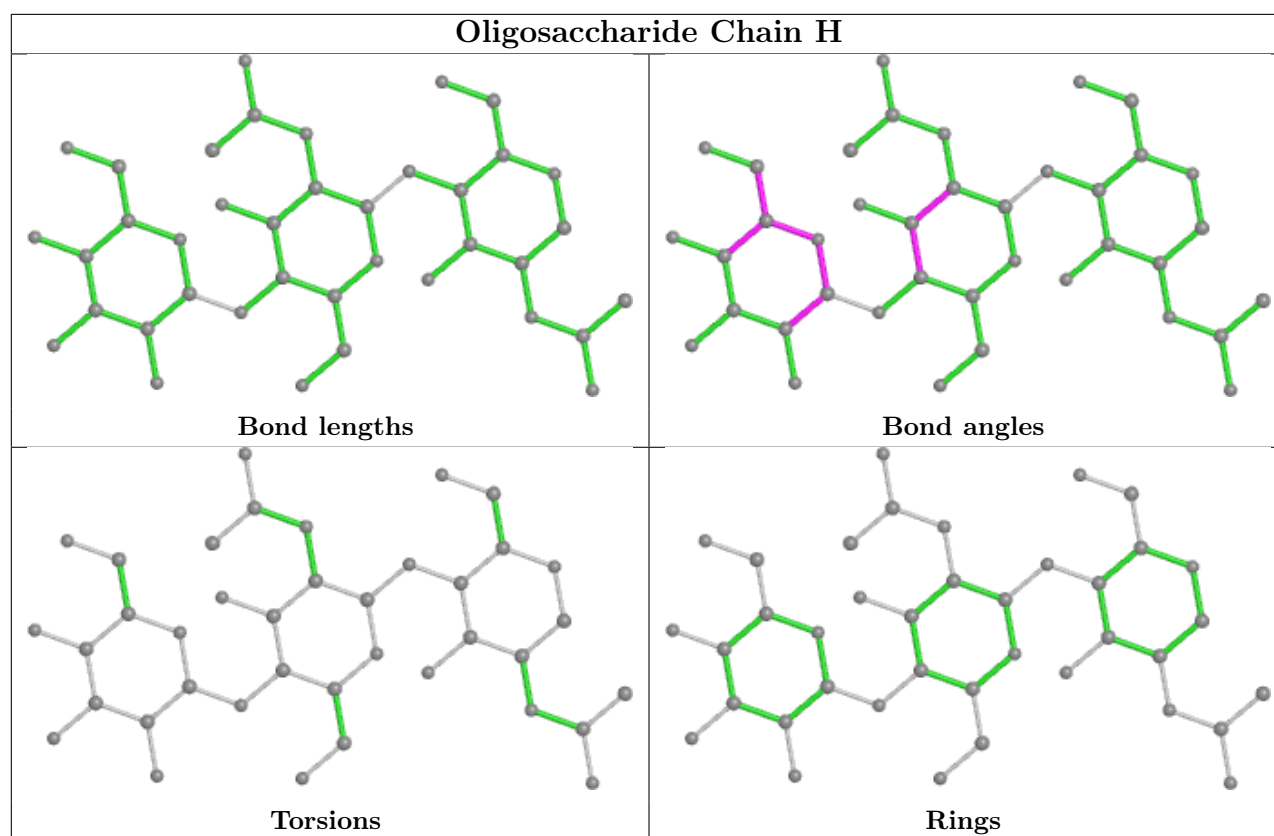 Oligosaccharide Chain H
Bond lengths
Bond angles
Torsions
Rings